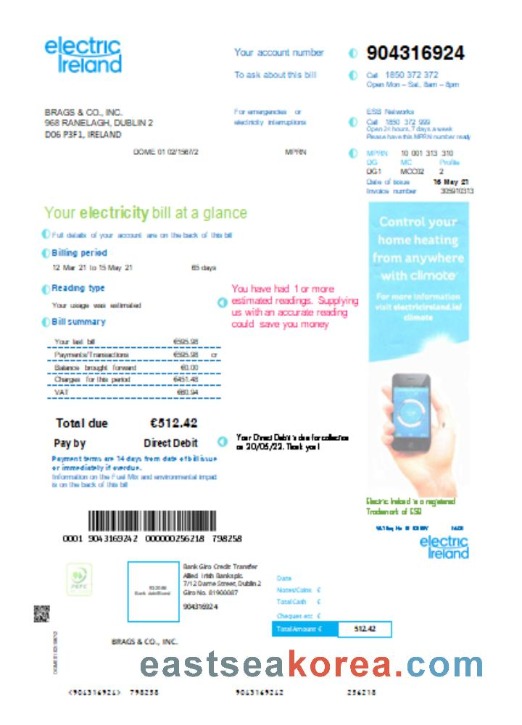 electric
Ireland
Your account number 904316924
To ask about this bill
Call 1850 372 372
Open Mon – Sat, 8am – 8pm
BRAGS & CO., INC.
968 RANELAGH, DUBLIN 2
D06 P3F1, IRELAND
For emergencies or
electricity interruptions
ESB Networks
Call 1850 372 999
Open 24 hours, 7 days a week
Please have this MPRN number ready
DOME 01 02/1567/2
MPRN
MPRN 10 001 313 310
DG MC Profile
DG1 MCC02 2
Date of issue 16 May 21
Invoice number 305910313
Your electricity bill at a glance
Full details of your account are on the back of this bill
Billing period
12 Mar 21 to 15 May 21 65 days
Reading type
Your usage was estimated
You have had 1 or more
estimated readings. Supplying
us with an accurate reading
could save you money
Bill summary
Your last bill €595.98
Payments/Transactions €595.98 cr
Balance brought forward €0.00
Charges for this period €451.48
VAT €60.94
Total due €512.42
Pay by Direct Debit
Your Direct Debit is due for collection
on 30/05/22. Thank you!
Payment terms are 14 days from date of bill issue
or immediately if overdue.
Information on the Fuel Mix and environmental impact
is on the back of this bill
Control your
home heating
from anywhere
with climote
For more information
visit electricireland.ie/
climote
Electric Ireland is a registered
Trademark of ESB
0001 9043169242 000000256218 798258
electric
Ireland
Bank Giro Credit Transfer
Allied Irish Banks plc.
7/12 Dame Street, Dublin 2
Giro No. 81900087
904316924
Date
Notes/Coins €
Total Cash €
Cheques etc €
Total Amount € 512.42
BRAGS & CO., INC.
eastseakorea.com
<904316924> 798258 9043169242 256218